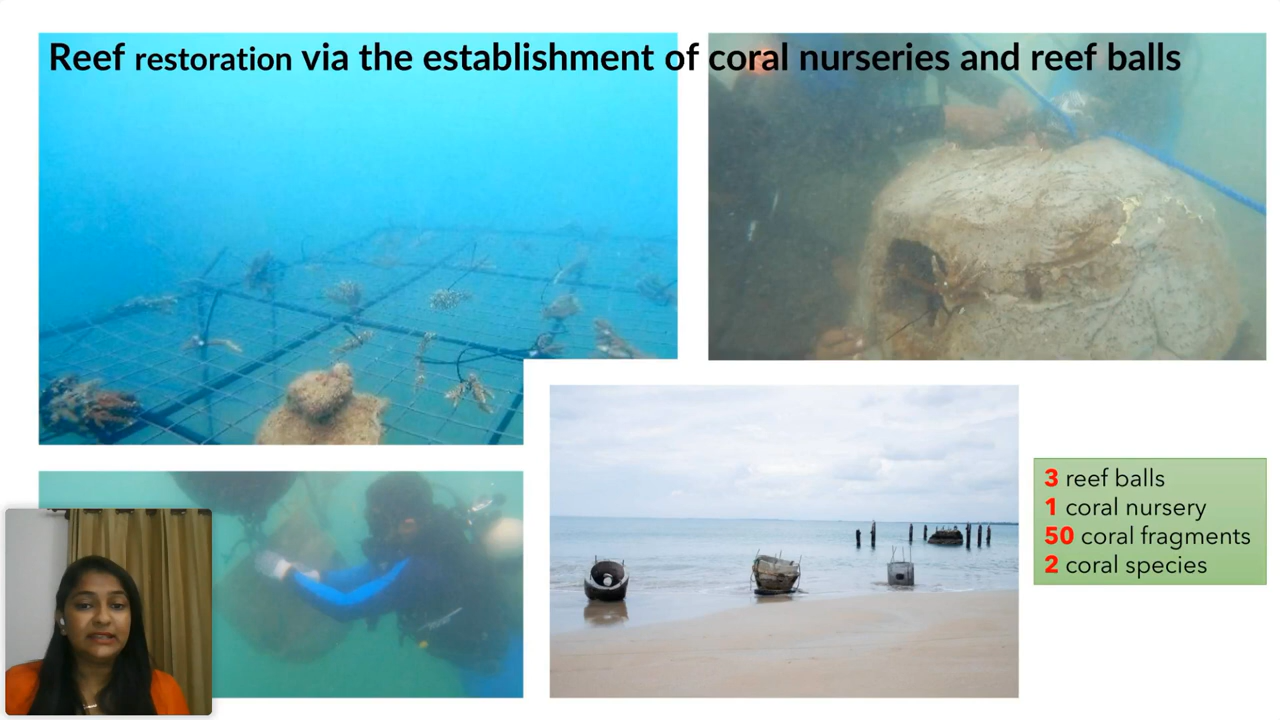 Reef restoration via the establishment of coral nurseries and reef balls
3 reef balls
1 coral nursery
50 coral fragments
2 coral species